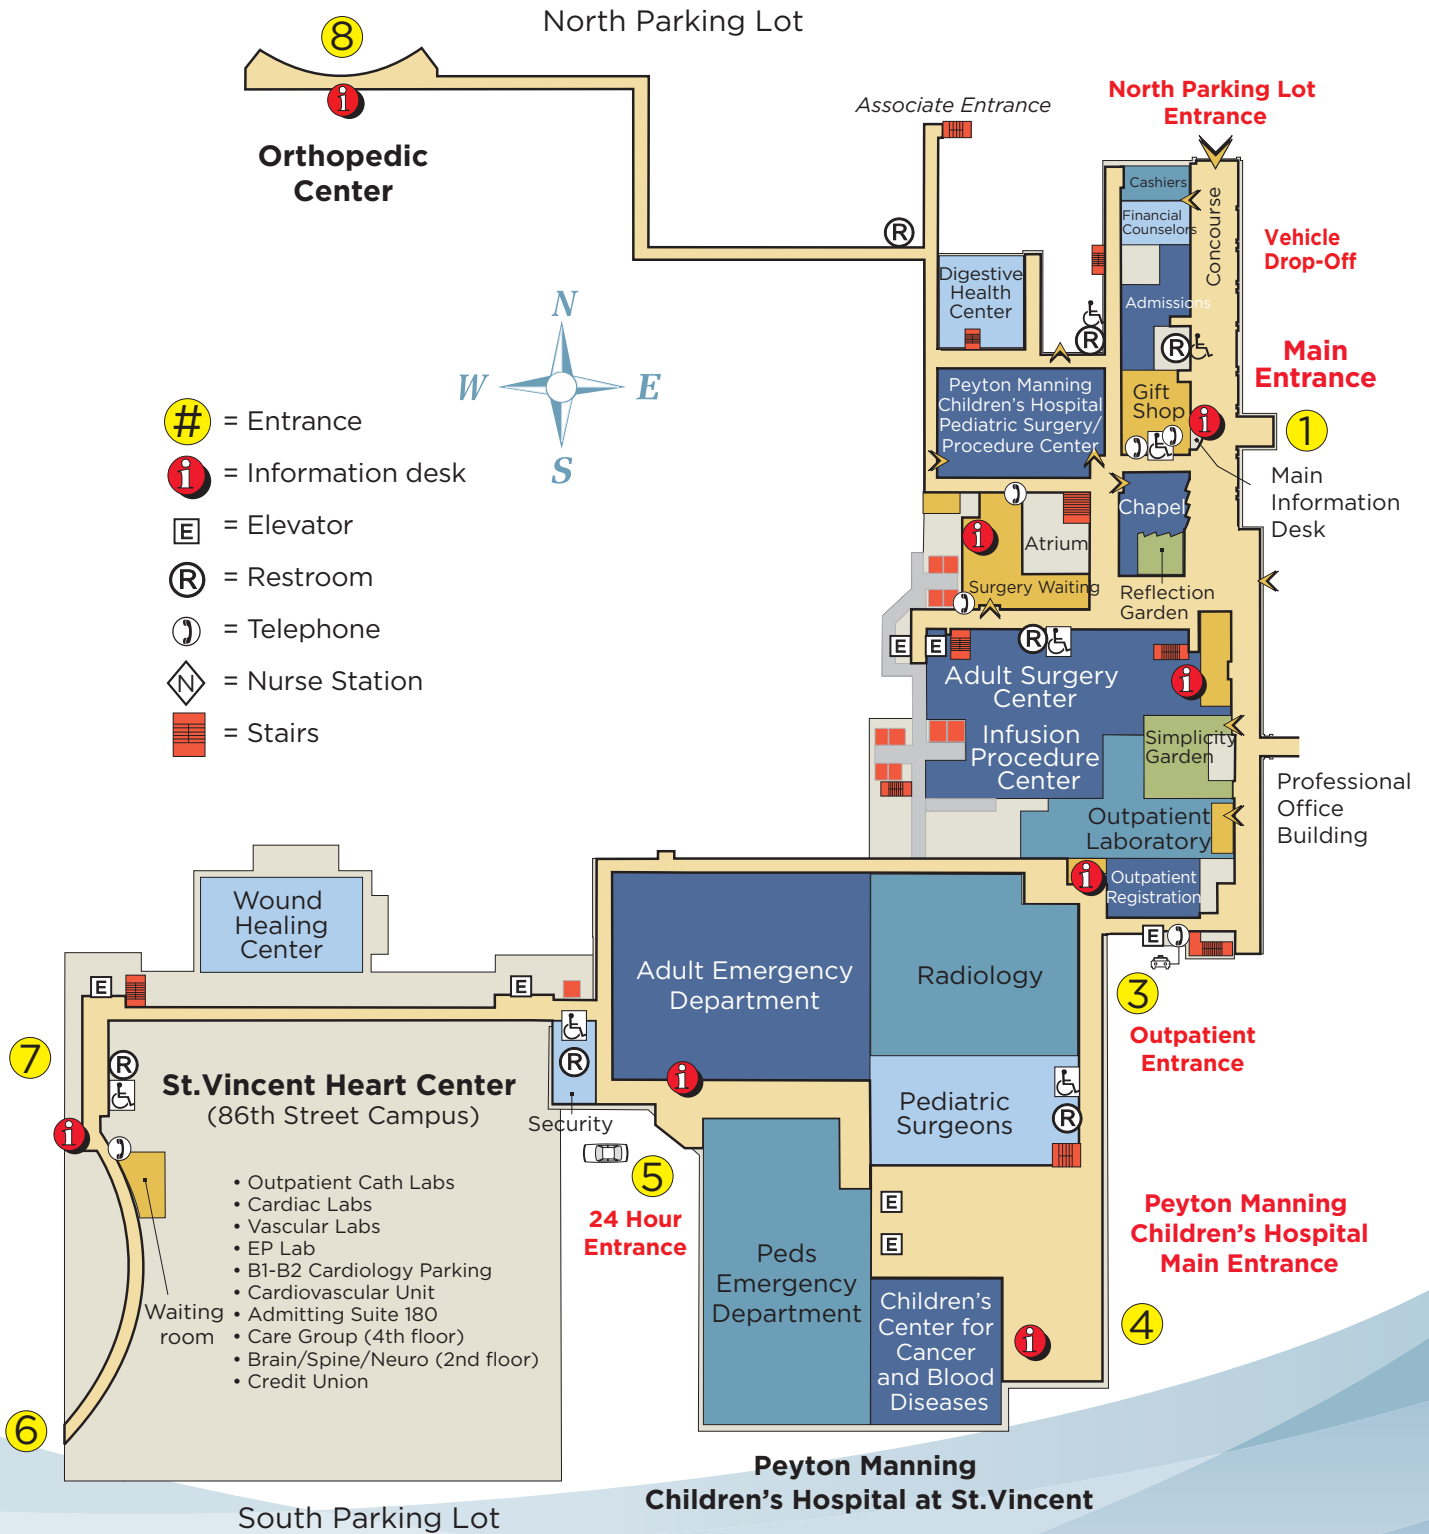 North Parking Lot
8
i
Orthopedic
Center
Associate Entrance
North Parking Lot
Entrance
Cashiers
Financial
Counselors
Concourse
Vehicle
Drop-Off
R
Digestive
Health
Center
Admissions
R
R
Main
Entrance
N
W
E
S
Peyton Manning
Children's Hospital
Pediatric Surgery/
Procedure Center
Gift
Shop
i
1
Main
Information
Desk
# = Entrance
i = Information desk
E = Elevator
R = Restroom
= Telephone
N = Nurse Station
= Stairs
Chapel
i
Atrium
Surgery Waiting
Reflection
Garden
E
E
R
Adult Surgery
Center
i
Infusion
Procedure
Center
Simplicity
Garden
Professional
Office
Building
Outpatient
Laboratory
i
Outpatient
Registration
E
3
Outpatient
Entrance
Wound
Healing
Center
E
E
Adult Emergency
Department
Radiology
7
R
R
i
St.Vincent Heart Center
(86th Street Campus)
Security
Pediatric
Surgeons
R
i
5
24 Hour
Entrance
• Outpatient Cath Labs
• Cardiac Labs
• Vascular Labs
• EP Lab
• B1-B2 Cardiology Parking
• Cardiovascular Unit
• Admitting Suite 180
• Care Group (4th floor)
• Brain/Spine/Neuro (2nd floor)
• Credit Union
Waiting
room
E
E
Peds
Emergency
Department
Peyton Manning
Children's Hospital
Main Entrance
Children's
Center for
Cancer
and Blood
Diseases
i
4
6
Peyton Manning
Children's Hospital at St.Vincent
South Parking Lot